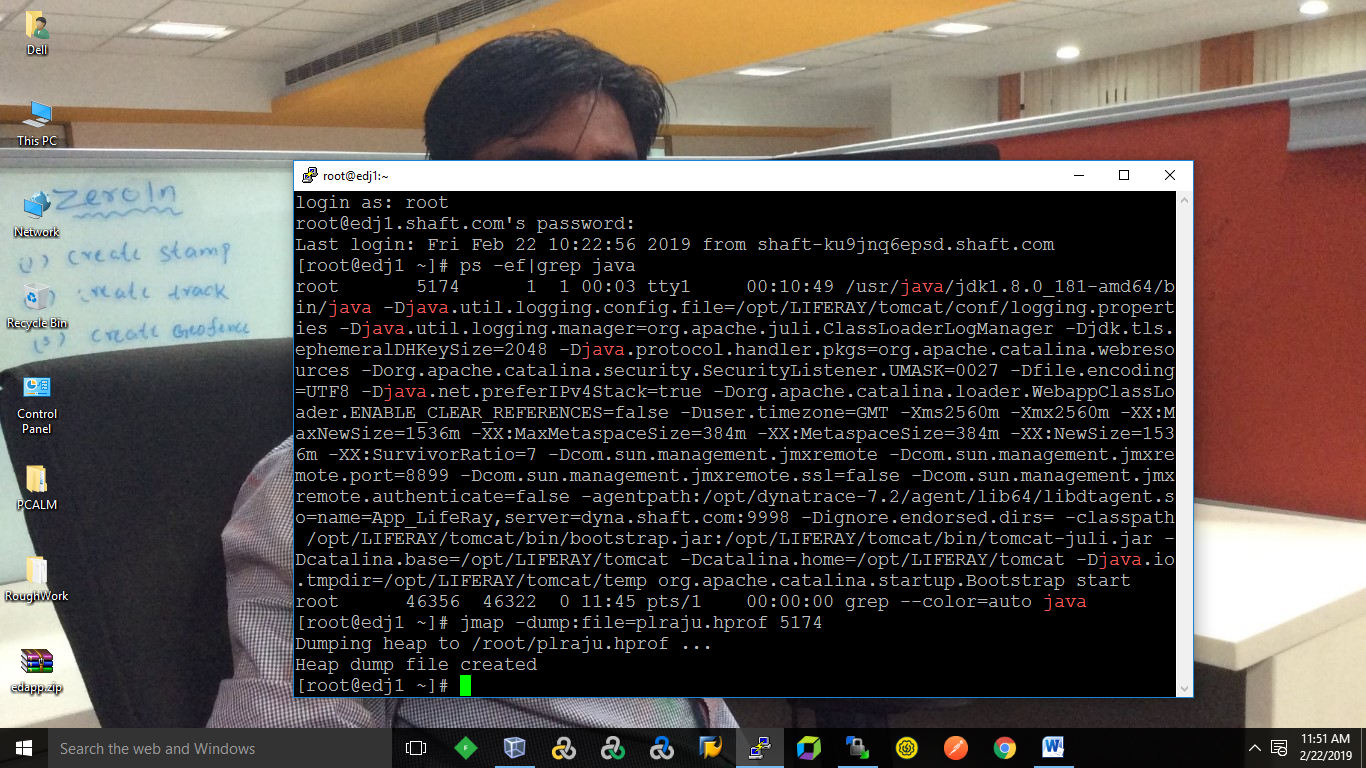 Dell
This PC
Network
Recycle Bin
Control
Panel
PCALM
RoughWork
edapp.zip
ZeroIn
create stamp
create track
create Geofence
root@edj1:~
login as: root
root@edj1.shaft.com's password:
Last login: Fri Feb 22 10:22:56 2019 from shaft-ku9jnq6epsd.shaft.com
[root@edj1 ~]# ps -ef|grep java
root       5174      1  1 00:03 tty1     00:10:49 /usr/java/jdk1.8.0_181-amd64/b
in/java -Djava.util.logging.config.file=/opt/LIFERAY/tomcat/conf/logging.propert
ies -Djava.util.logging.manager=org.apache.juli.ClassLoaderLogManager -Djdk.tls.
ephemeralDHKeySize=2048 -Djava.protocol.handler.pkgs=org.apache.catalina.webreso
urces -Dorg.apache.catalina.security.SecurityListener.UMASK=0027 -Dfile.encoding
=UTF8 -Djava.net.preferIPv4Stack=true -Dorg.apache.catalina.loader.WebappClassLo
ader.ENABLE_CLEAR_REFERENCES=false -Duser.timezone=GMT -Xms2560m -Xmx2560m -XX:M
axNewSize=1536m -XX:MaxMetaspaceSize=384m -XX:MetaspaceSize=384m -XX:NewSize=153
6m -XX:SurvivorRatio=7 -Dcom.sun.management.jmxremote -Dcom.sun.management.jmxre
mote.port=8899 -Dcom.sun.management.jmxremote.ssl=false -Dcom.sun.management.jmx
remote.authenticate=false -agentpath:/opt/dynatrace-7.2/agent/lib64/libdtagent.s
o=name=App_LifeRay,server=dyna.shaft.com:9998 -Dignore.endorsed.dirs= -classpath
 /opt/LIFERAY/tomcat/bin/bootstrap.jar:/opt/LIFERAY/tomcat/bin/tomcat-juli.jar -
Dcatalina.base=/opt/LIFERAY/tomcat -Dcatalina.home=/opt/LIFERAY/tomcat -Djava.io
.tmpdir=/opt/LIFERAY/tomcat/temp org.apache.catalina.startup.Bootstrap start
root      46356  46322  0 11:45 pts/1    00:00:00 grep --color=auto java
[root@edj1 ~]# jmap -dump:file=plraju.hprof 5174
Dumping heap to /root/plraju.hprof ...
Heap dump file created
[root@edj1 ~]#
Search the web and Windows
11:51 AM
2/22/2019